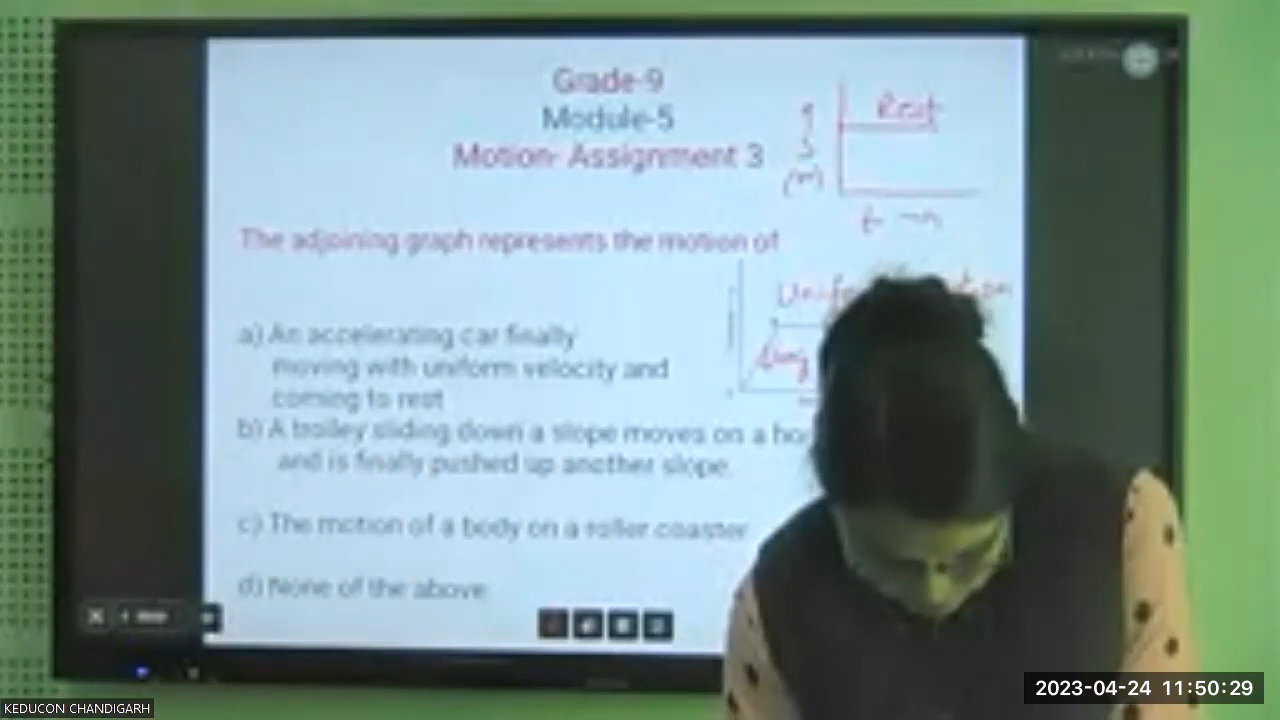 Grade-9
Module-5
Motion- Assignment 3
Rest
s
(m)
The adjoining graph represents the motion of
a) An accelerating car finally
moving with uniform velocity and
coming to rest
b) A trolley sliding down a slope moves on a
and is finally pushed up another slope.
c) The motion of a body on a roller coaster
d) None of the above
2023-04-24 11:50:29
KEDUCON CHANDIGARH